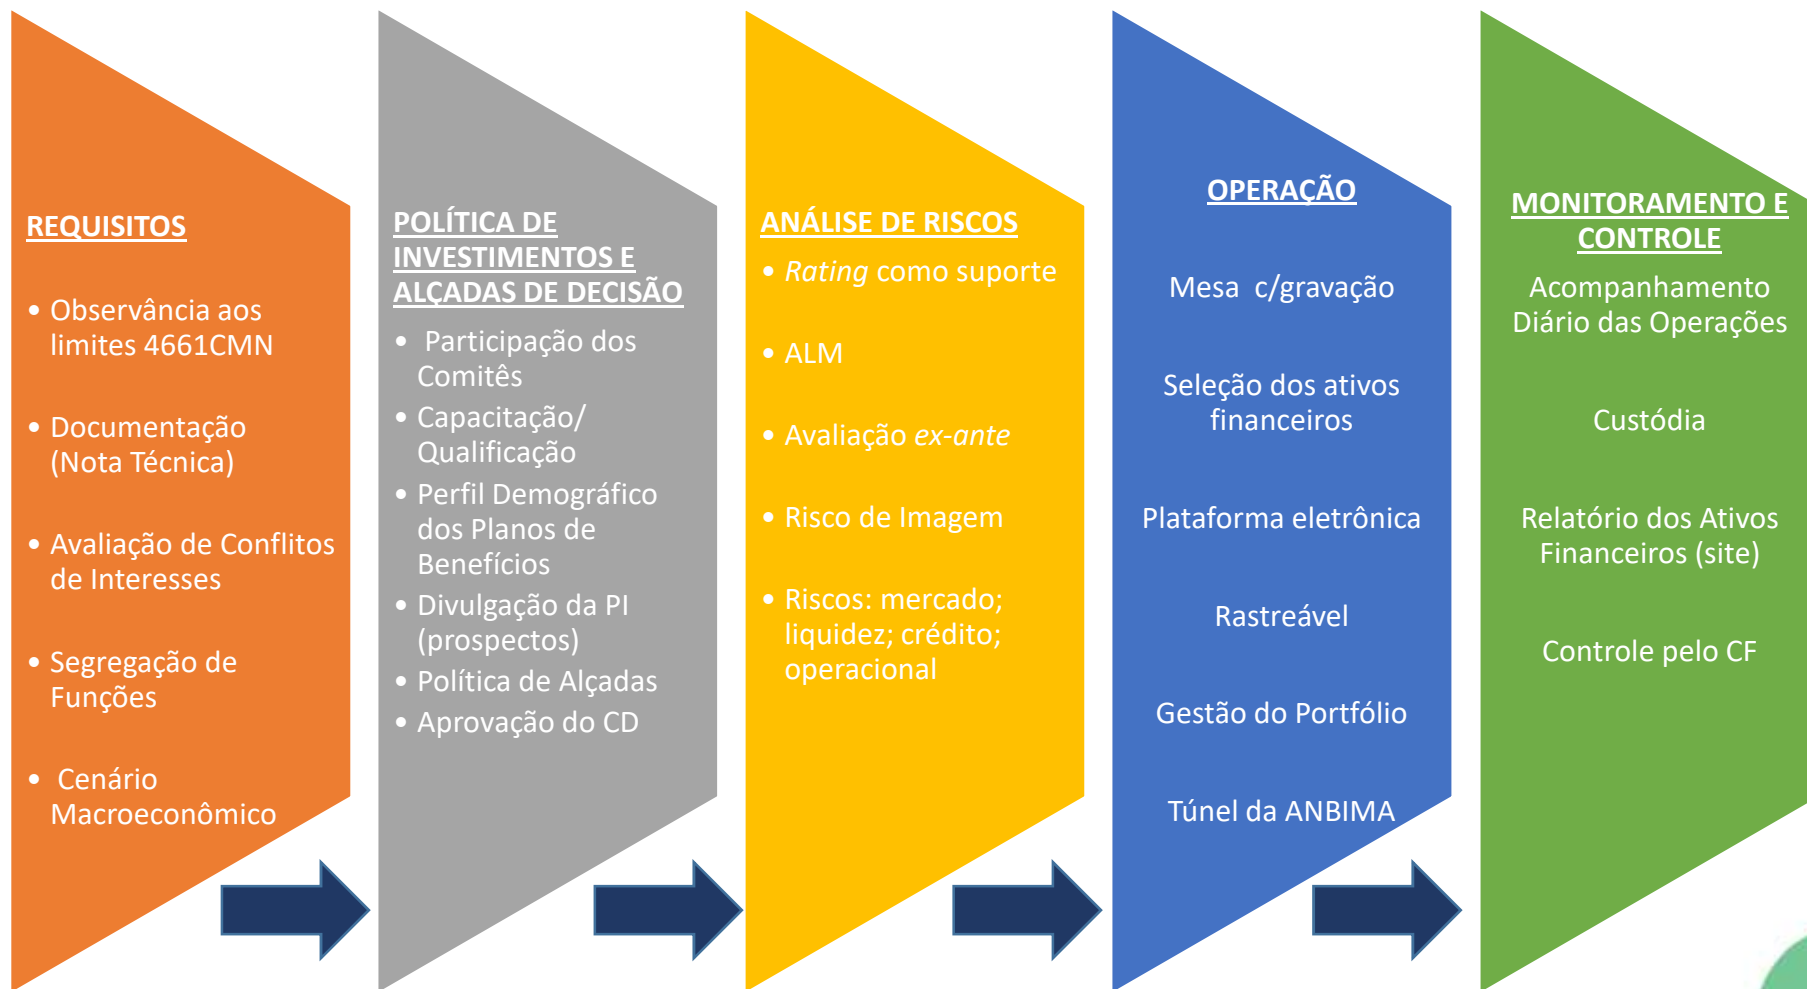 REQUISITOS
• Observância aos
limites 4661CMN
• Documentação
(Nota Técnica)
• Avaliação de Conflitos
de Interesses
• Segregação de
Funções
• Cenário
Macroeconômico
POLÍTICA DE
INVESTIMENTOS E
ALÇADAS DE DECISÃO
• Participação dos
Comitês
• Capacitação/
Qualificação
• Perfil Demográfico
dos Planos de
Benefícios
• Divulgação da PI
(prospectos)
• Política de Alçadas
• Aprovação do CD
ANÁLISE DE RISCOS
• Rating como suporte
• ALM
• Avaliação ex-ante
• Risco de Imagem
• Riscos: mercado;
liquidez; crédito;
operacional
OPERAÇÃO
Mesa c/gravação
Seleção dos ativos
financeiros
Plataforma eletrônica
Rastreável
Gestão do Portfólio
Túnel da ANBIMA
MONITORAMENTO E
CONTROLE
Acompanhamento
Diário das Operações
Custódia
Relatório dos Ativos
Financeiros (site)
Controle pelo CF